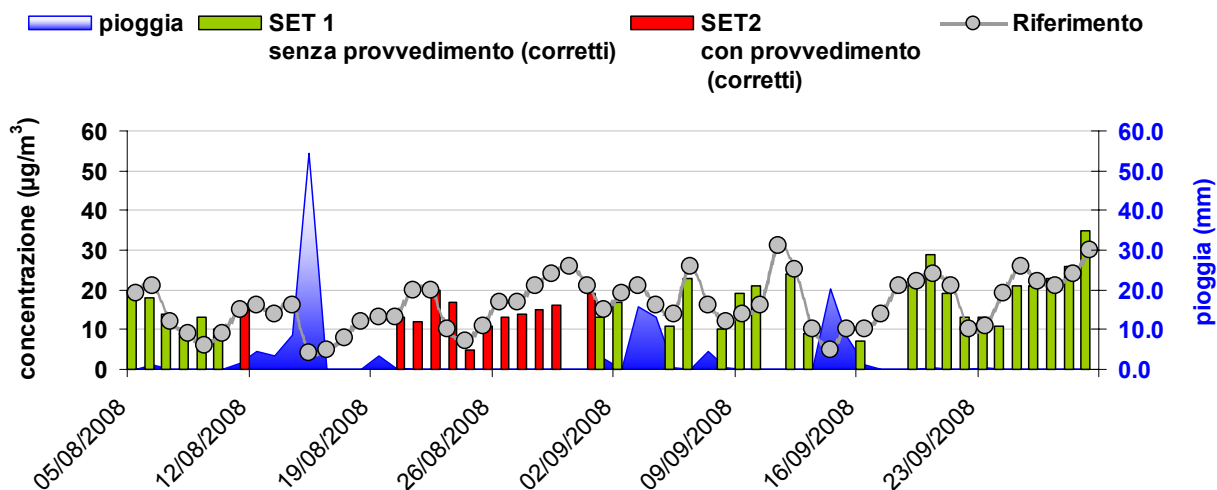 pioggia
SET 1
senza provvedimento (corretti)
SET2
con provvedimento
(corretti)
Riferimento
concentrazione (µg/m³)
60
50
40
30
20
10
0
60.0
50.0
40.0
30.0
20.0
10.0
0.0
pioggia (mm)
05/08/2008
12/08/2008
19/08/2008
26/08/2008
02/09/2008
09/09/2008
16/09/2008
23/09/2008